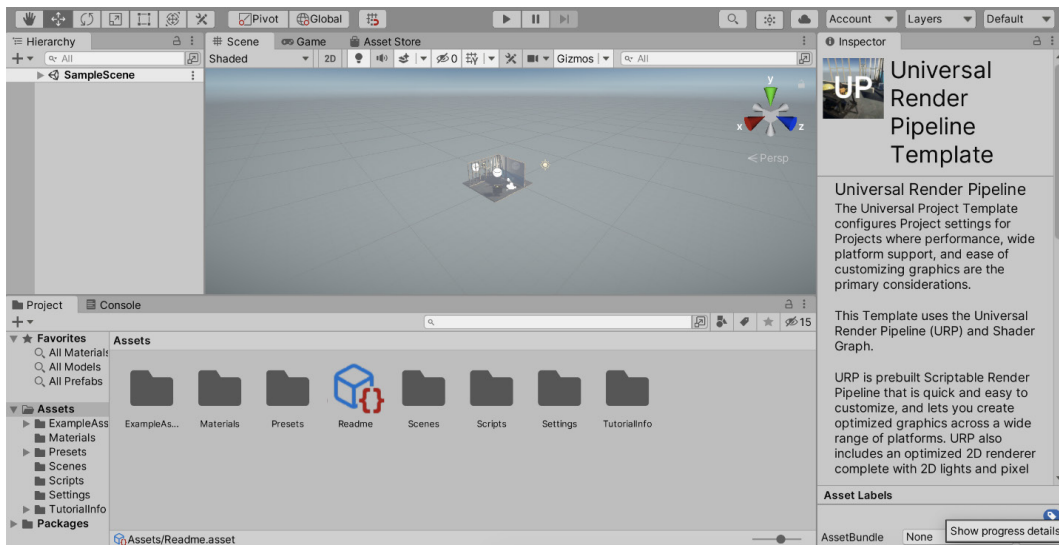 Pivot Global Account Layers Default
Hierarchy # Scene Game Asset Store Inspector
All Shaded 2D 0 Gizmos All
SampleScene
y
x z
Persp
UP
Universal
Render
Pipeline
Template
Universal Render Pipeline
The Universal Project Template
configures Project settings for
Projects where performance, wide
platform support, and ease of
customizing graphics are the
primary considerations.
This Template uses the Universal
Render Pipeline (URP) and Shader
Graph.
URP is prebuilt Scriptable Render
Pipeline that is quick and easy to
customize, and lets you create
optimized graphics across a wide
range of platforms. URP also
includes an optimized 2D renderer
complete with 2D lights and pixel
Asset Labels
AssetBundle None
Show progress details
Project Console
15
Favorites
All Materials
All Models
All Prefabs
Assets
ExampleAss
Materials
Presets
Scenes
Scripts
Settings
TutorialInfo
Packages
Assets
ExampleAs... Materials Presets Readme Scenes Scripts Settings TutorialInfo
Assets/Readme.asset